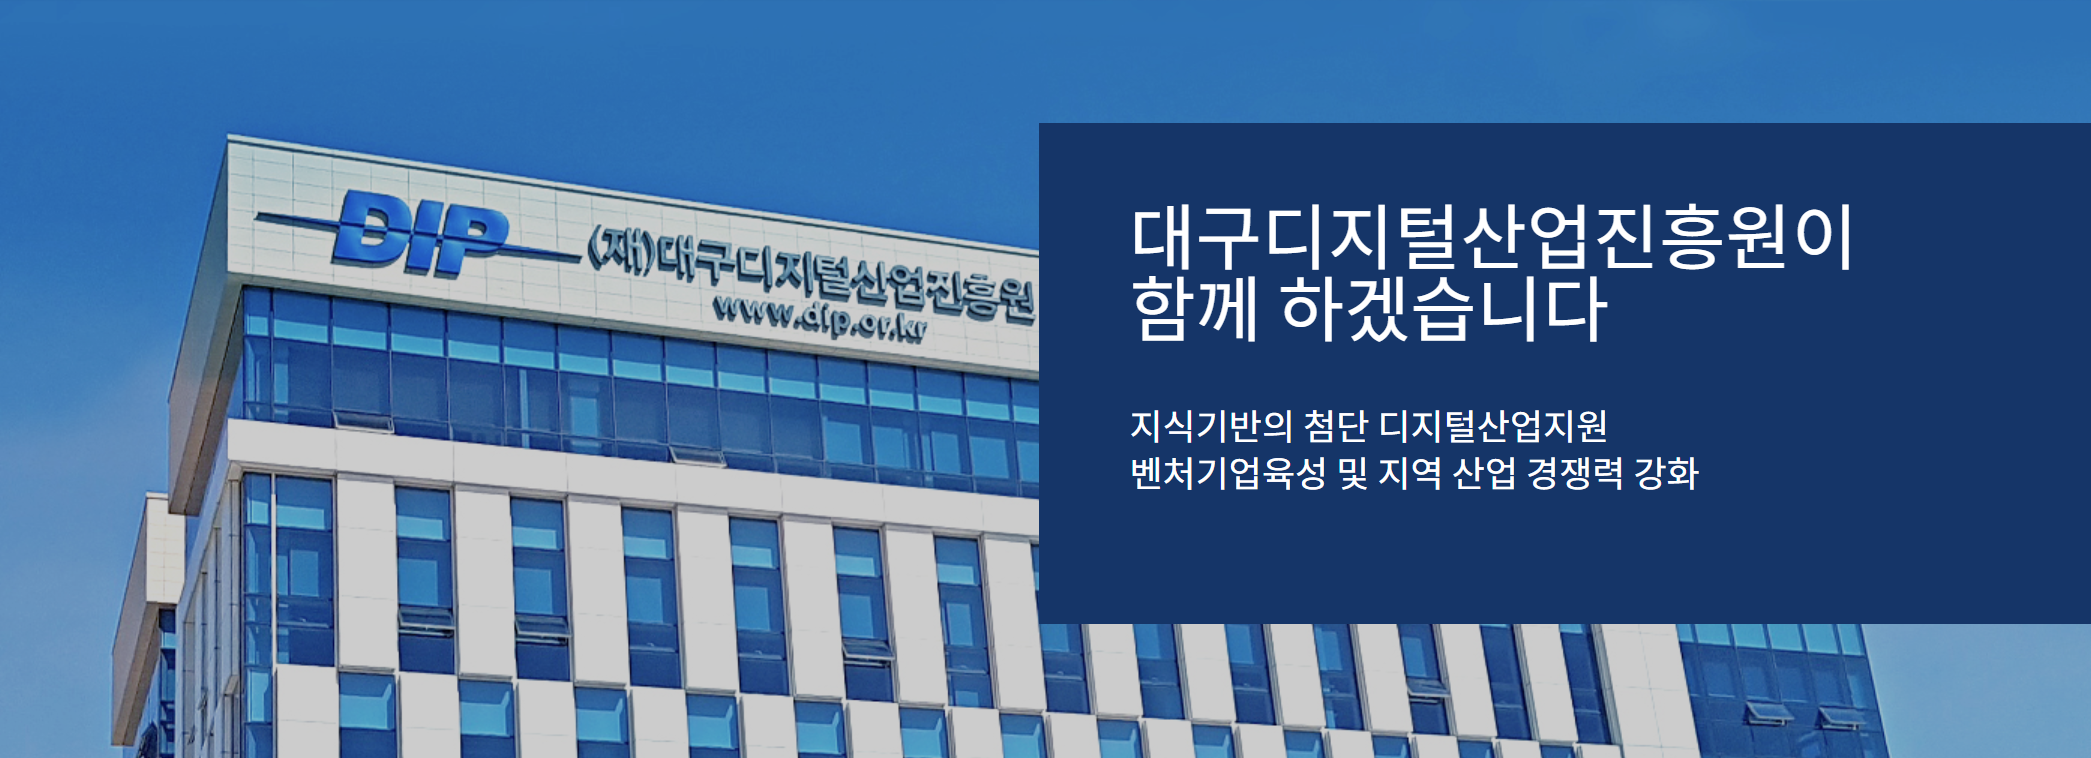 DIP (재)대구디지털산업진흥원
www.dip.or.kr
대구디지털산업진흥원이
함께 하겠습니다
지식기반의 첨단 디지털산업지원
벤처기업육성 및 지역 산업 경쟁력 강화